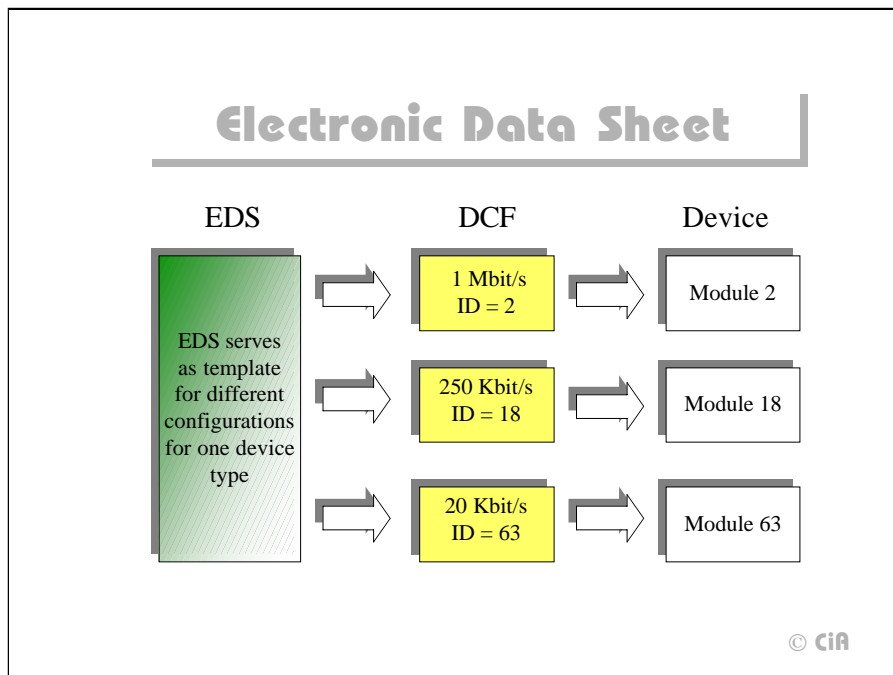 Electronic Data Sheet
EDS
DCF
Device
EDS serves
as template
for different
configurations
for one device
type
1 Mbit/s
ID = 2
Module 2
250 Kbit/s
ID = 18
Module 18
20 Kbit/s
ID = 63
Module 63
© CiA